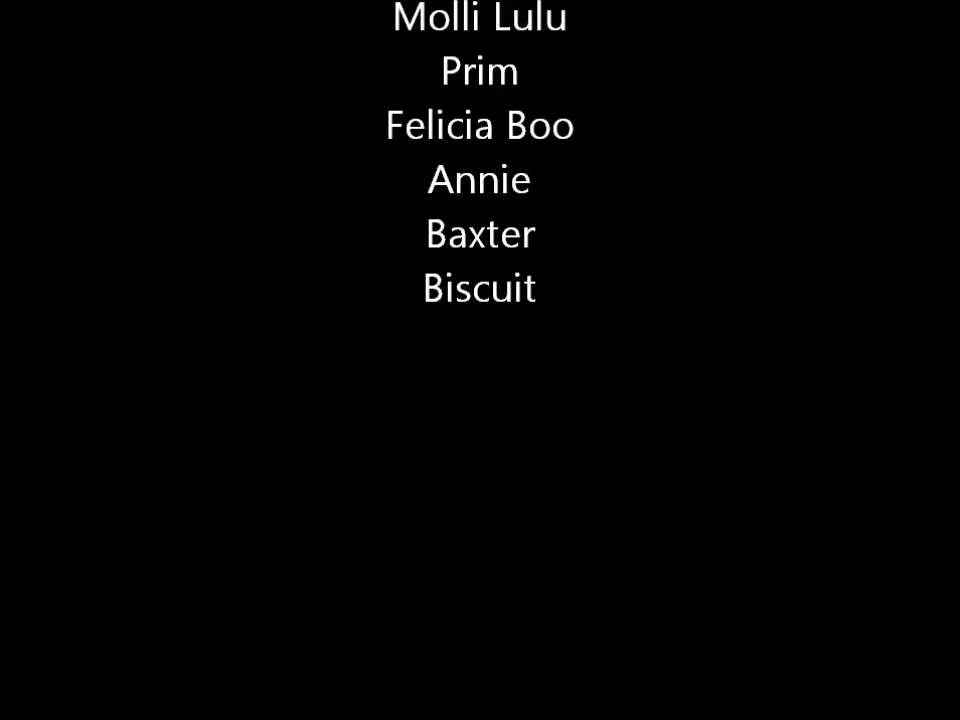 Molli Lulu
Prim
Felicia Boo
Annie
Baxter
Biscuit